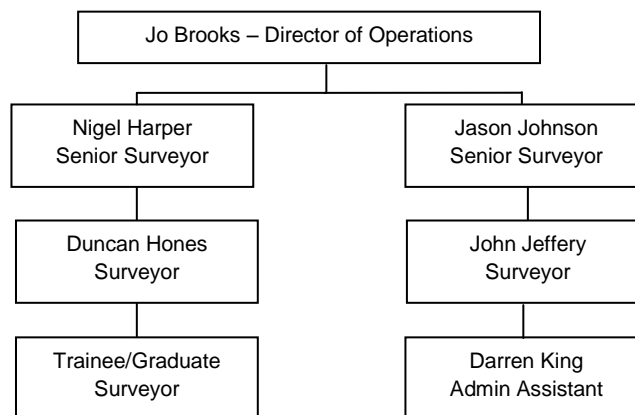 Jo Brooks – Director of Operations
Nigel Harper
Senior Surveyor
Jason Johnson
Senior Surveyor
Duncan Hones
Surveyor
John Jeffery
Surveyor
Trainee/Graduate
Surveyor
Darren King
Admin Assistant